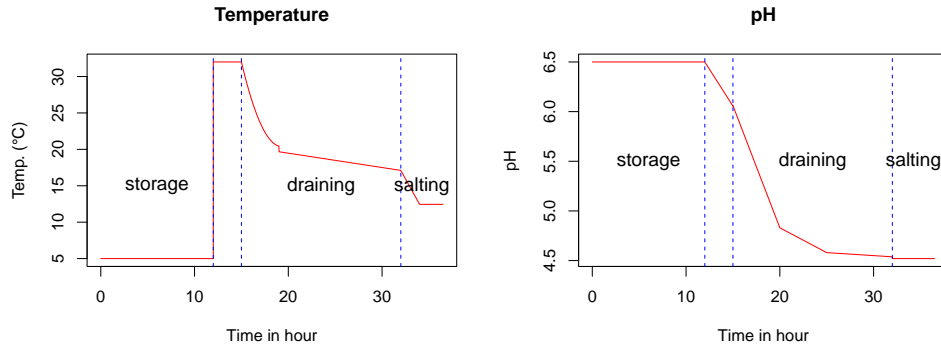 Temperature
Temp. (°C)
5
10
15
20
25
30
storage
draining
salting
0
10
20
30
Time in hour
pH
pH
4.5
5.0
5.5
6.0
6.5
storage
draining
salting
0
10
20
30
Time in hour